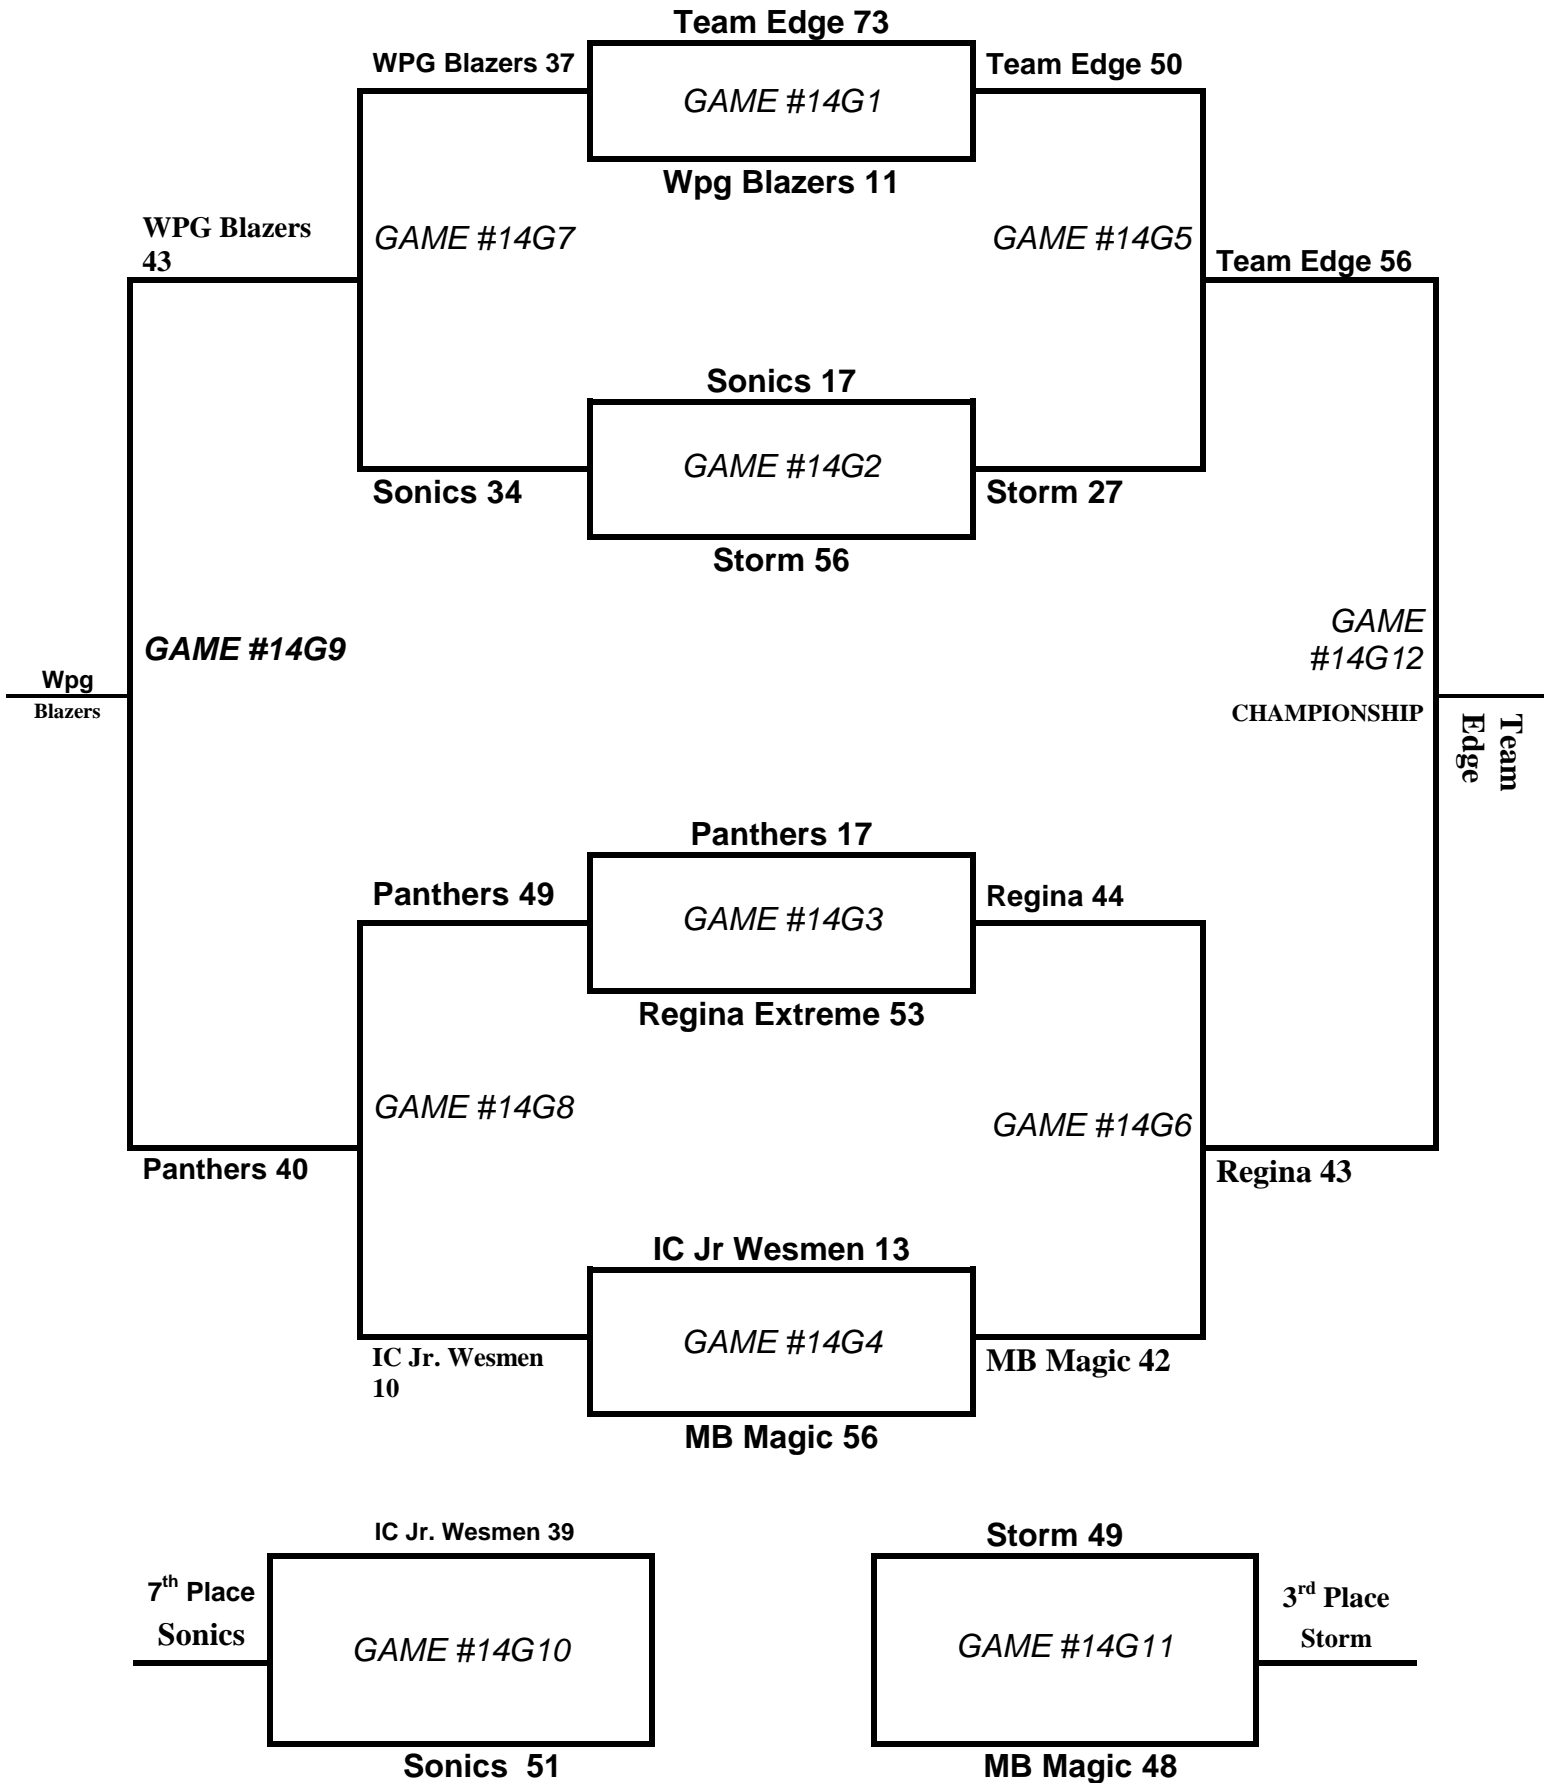 Team Edge 73
WPG Blazers 37
Team Edge 50
GAME #14G1
Wpg Blazers 11
WPG Blazers
43
GAME #14G7
GAME #14G5
Team Edge 56
Sonics 17
GAME #14G2
Sonics 34
Storm 27
Storm 56
GAME #14G9
GAME
#14G12
Wpg
Blazers
CHAMPIONSHIP
Team
Edge
Panthers 17
Panthers 49
Regina 44
GAME #14G3
Regina Extreme 53
GAME #14G8
GAME #14G6
Panthers 40
Regina 43
IC Jr Wesmen 13
GAME #14G4
IC Jr. Wesmen
10
MB Magic 42
MB Magic 56
IC Jr. Wesmen 39
7th Place
Sonics
GAME #14G10
Sonics 51
Storm 49
GAME #14G11
3rd Place
Storm
MB Magic 48